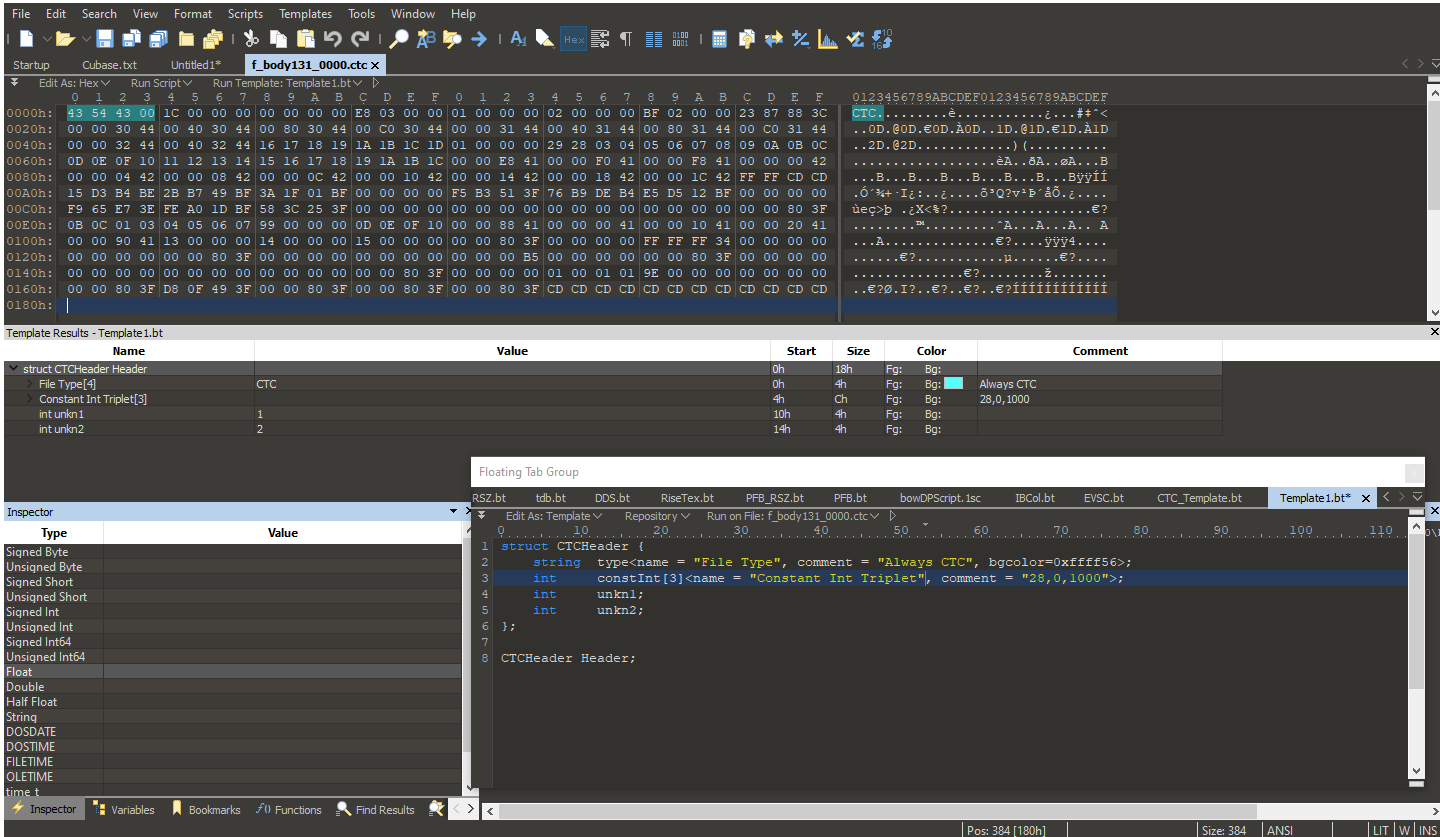 File Edit Search View Format Scripts Templates Tools Window Help
Startup Cubase.txt Untitled1* f_body131_0000.ctc
Edit As: Hex Run Script Run Template: Template1.bt
0 1 2 3 4 5 6 7 8 9 A B C D E F 0 1 2 3 4 5 6 7 8 9 A B C D E F 0123456789ABCDEF0123456789ABCDEF
0000h: 43 54 43 00 1C 00 00 00 00 00 00 00 E8 03 00 00 01 00 00 00 02 00 00 00 BF 02 00 00 23 87 88 3C CTC.........è...........¿...#‡ˆ<
0020h: 00 00 30 44 00 40 30 44 00 80 30 44 00 C0 30 44 00 00 31 44 00 40 31 44 00 80 31 44 00 C0 31 44 ..0D.@0D.€0D.À0D..1D.@1D.€1D.À1D
0040h: 00 00 32 44 00 40 32 44 16 17 18 19 1A 1B 1C 1D 01 00 00 00 29 28 03 04 05 06 07 08 09 0A 0B 0C ..2D.@2D............)(..........
0060h: 0D 0E 0F 10 11 12 13 14 15 16 17 18 19 1A 1B 1C 00 00 E8 41 00 00 F0 41 00 00 F8 41 00 00 00 42 ..................èA..ðA..øA...B
0080h: 00 00 04 42 00 00 08 42 00 00 0C 42 00 00 10 42 00 00 14 42 00 00 18 42 00 00 1C 42 FF FF CD CD ...B...B...B...B...B...B...BÿÿÍÍ
00A0h: 15 D3 B4 BE 2B B7 49 BF 3A 1F 01 BF 00 00 00 00 F5 B3 51 3F 76 B9 DE B4 E5 D5 12 BF 00 00 00 00 .Ó´¾+·I¿:..¿....õ³Q?v¹Þ´åÕ.¿....
00C0h: F9 65 E7 3E FE A0 1D BF 58 3C 25 3F 00 00 00 00 00 00 00 00 00 00 00 00 00 00 00 00 00 00 80 3F ùeç>þ .¿X<%?..................€?
00E0h: 0B 0C 01 03 04 05 06 07 99 00 00 00 0D 0E 0F 10 00 00 88 41 00 00 00 41 00 00 10 41 00 00 20 41 ........™.........ˆA...A...A.. A
0100h: 00 00 90 41 13 00 00 00 14 00 00 00 15 00 00 00 00 00 80 3F 00 00 00 00 FF FF FF 34 00 00 00 00 ...A..............€?....ÿÿÿ4....
0120h: 00 00 00 00 00 00 80 3F 00 00 00 00 00 00 00 00 00 00 00 B5 00 00 00 00 00 00 80 3F 00 00 00 00 ......€?...........µ......€?....
0140h: 00 00 00 00 00 00 00 00 00 00 00 00 00 00 80 3F 00 00 00 00 01 00 01 01 9E 00 00 00 00 00 00 00 ..............€?........ž.......
0160h: 00 00 80 3F D8 0F 49 3F 00 00 80 3F 00 00 80 3F 00 00 80 3F CD CD CD CD CD CD CD CD CD CD CD CD ..€?Ø.I?..€?..€?..€?ÍÍÍÍÍÍÍÍÍÍÍÍ
0180h:
Template Results - Template1.bt
Name Value Start Size Color Comment
struct CTCHeader Header 0h 18h Fg: Bg:
File Type[4] CTC 0h 4h Fg: Bg: Always CTC
Constant Int Triplet[3] 4h Ch Fg: Bg: 28,0,1000
int unkn1 1 10h 4h Fg: Bg:
int unkn2 2 14h 4h Fg: Bg:
Floating Tab Group
RSZ.bt tdb.bt DDS.bt RiseTex.bt PFB_RSZ.bt PFB.bt bowDPScript.1sc IBCol.bt EVSC.bt CTC_Template.bt Template1.bt*
Edit As: Template Repository Run on File: f_body131_0000.ctc
0 10 20 30 40 50 60 70 80 90 100 110
1 struct CTCHeader {
2 string type<name = "File Type", comment = "Always CTC", bgcolor=0xffff56>;
3 int constInt[3]<name = "Constant Int Triplet", comment = "28,0,1000">;
4 int unkn1;
5 int unkn2;
6 };
7
8 CTCHeader Header;
Inspector
Type Value
Signed Byte
Unsigned Byte
Signed Short
Unsigned Short
Signed Int
Unsigned Int
Signed Int64
Unsigned Int64
Float
Double
Half Float
String
DOSDATE
DOSTIME
FILETIME
OLETIME
time_t
Inspector Variables Bookmarks Functions Find Results
Pos: 384 [180h] Size: 384 ANSI LIT W INS